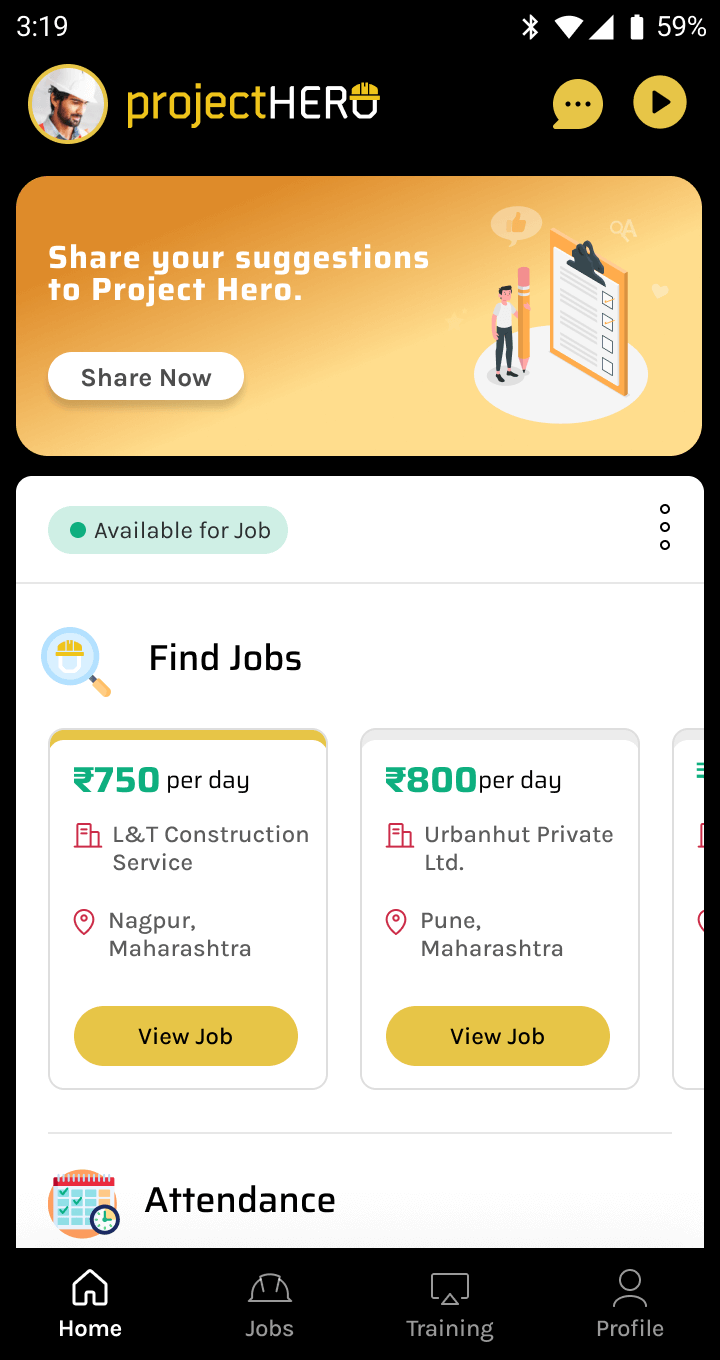 3:19
59%
projectHERO
Share your suggestions
to Project Hero.
QA
Share Now
Available for Job
Find Jobs
₹750 per day
L&T Construction
Service
Nagpur,
Maharashtra
View Job
₹800per day
Urbanhut Private
Ltd.
Pune,
Maharashtra
View Job
Attendance
Home
Jobs
Training
Profile